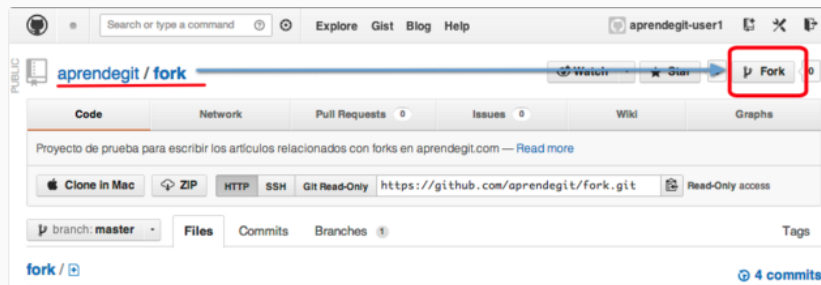 Search or type a command Explore Gist Blog Help aprendegit-user1
PUBLIC
aprendegit / fork Watch Star Fork 0
Code Network Pull Requests 0 Issues 0 Wiki Graphs
Proyecto de prueba para escribir los artículos relacionados con forks en aprendegit.com — Read more
Clone in Mac ZIP HTTP SSH Git Read-Only https://github.com/aprendegit/fork.git Read-Only access
branch: master Files Commits Branches 1 Tags
fork / 4 commits